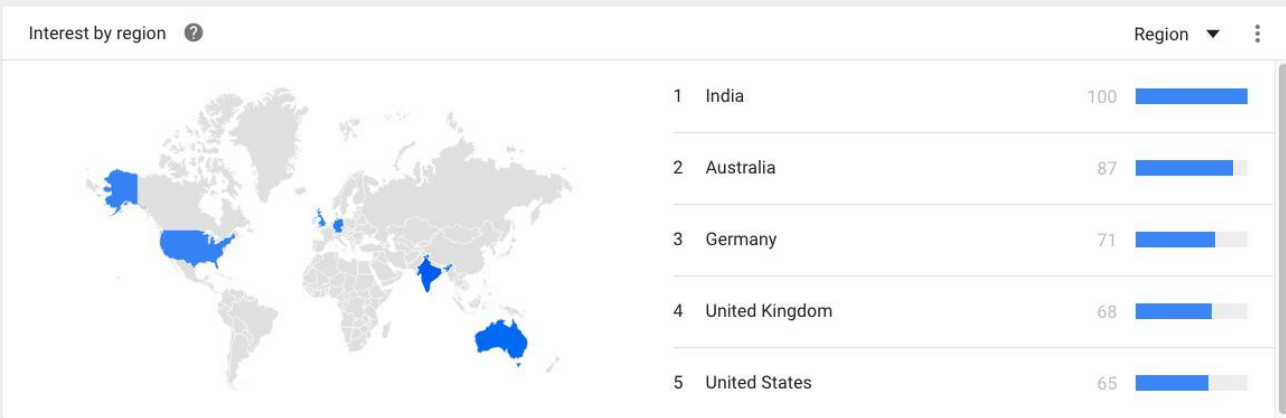 Interest by region ?
Region
1 India 100
2 Australia 87
3 Germany 71
4 United Kingdom 68
5 United States 65